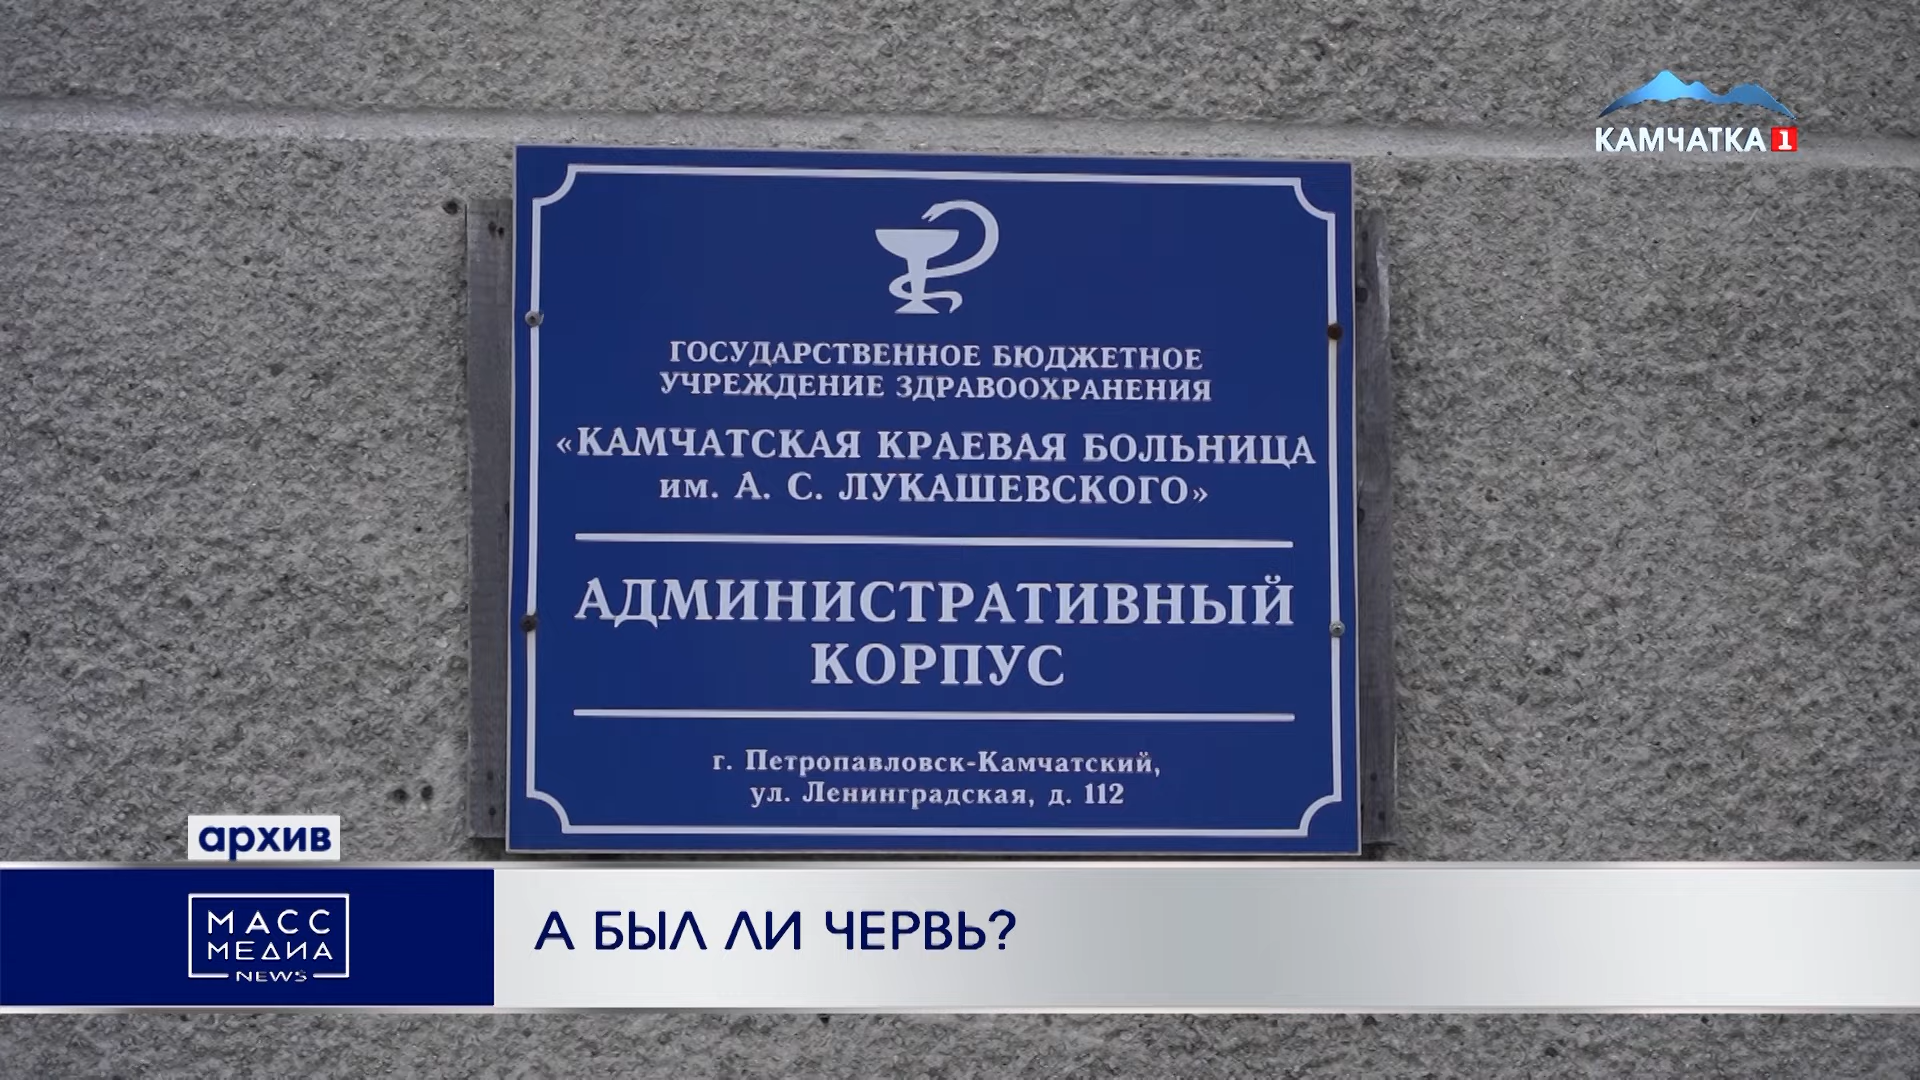 КАМЧАТКА 1
ГОСУДАРСТВЕННОЕ БЮДЖЕТНОЕ
УЧРЕЖДЕНИЕ ЗДРАВООХРАНЕНИЯ
«КАМЧАТСКАЯ КРАЕВАЯ БОЛЬНИЦА
им. А. С. ЛУКАШЕВСКОГО»
АДМИНИСТРАТИВНЫЙ
КОРПУС
г. Петропавловск-Камчатский,
ул. Ленинградская, д. 112
архив
МАСС
МЕДИА
NEWS
А БЫЛ ЛИ ЧЕРВЬ?